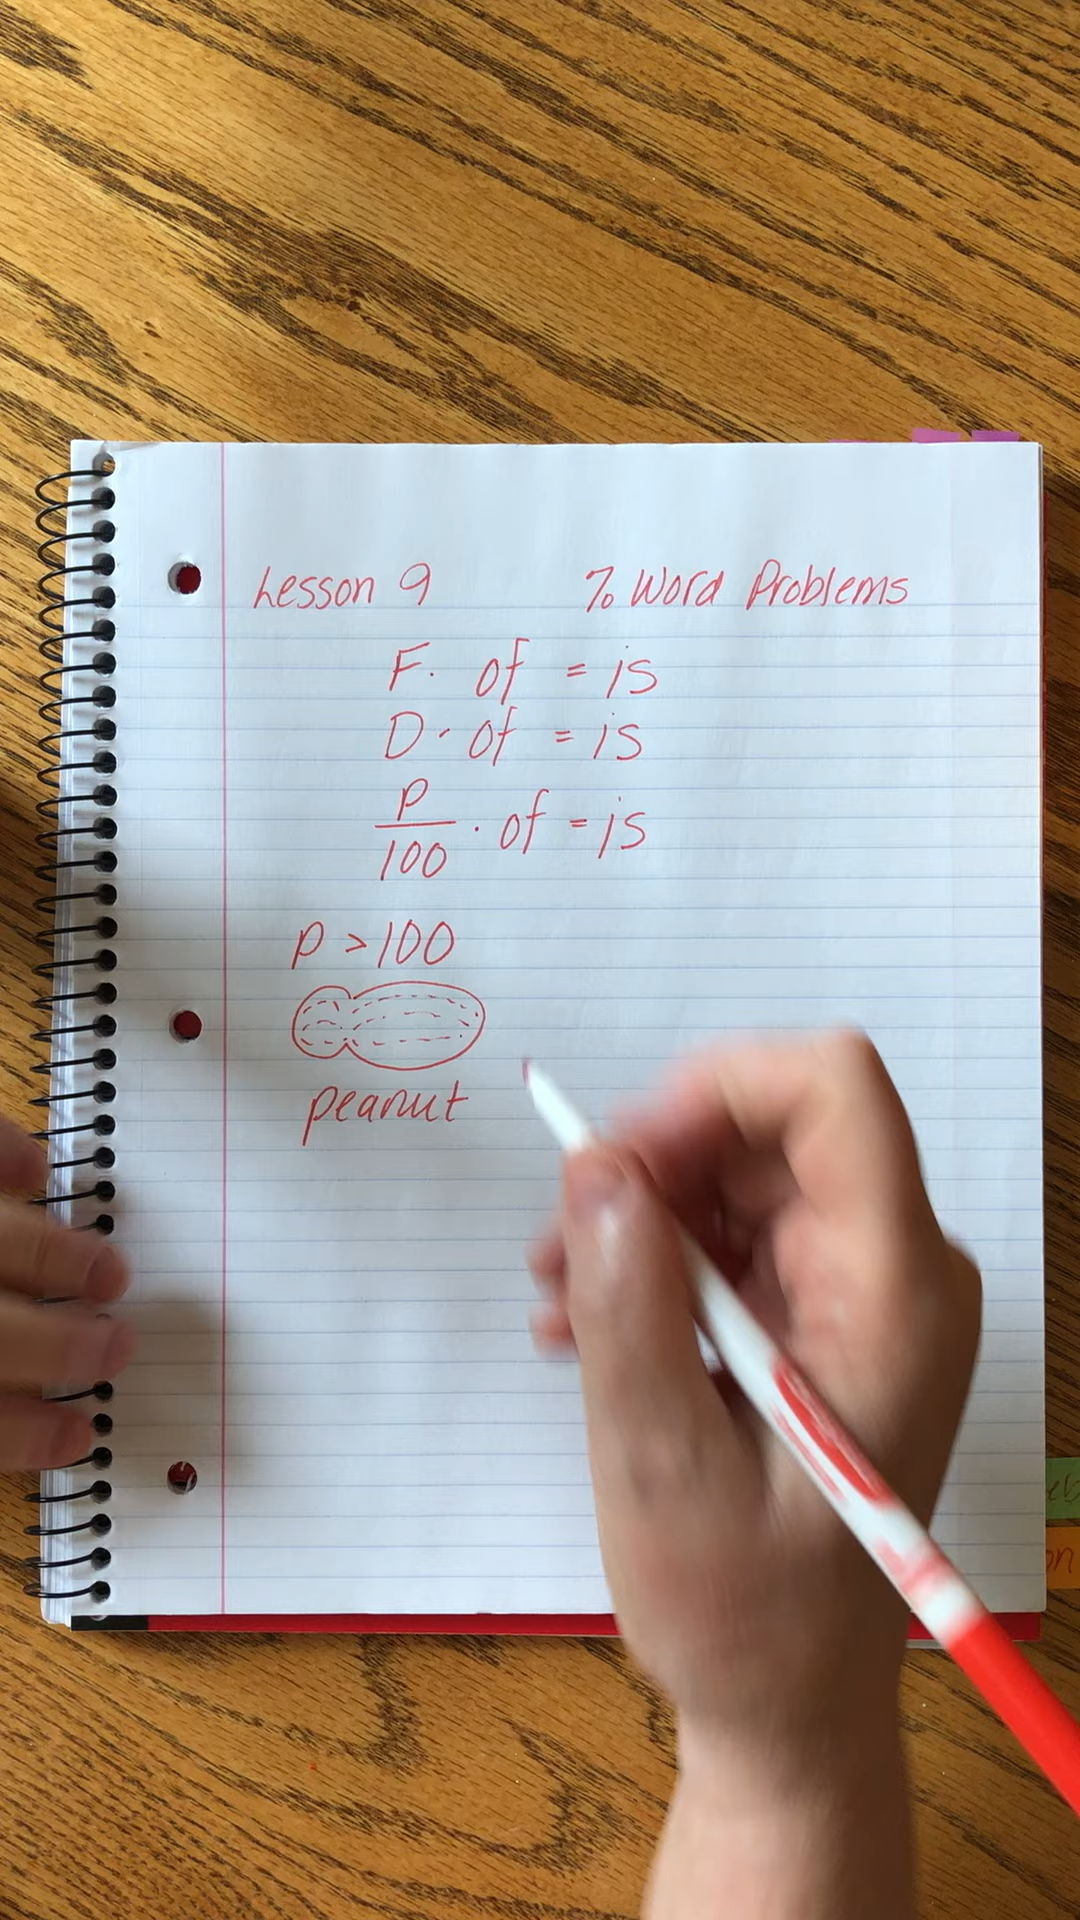 Lesson 9 % Word Problems
F · of = is
D · of = is
P
100 · of = is
P > 100
peanut